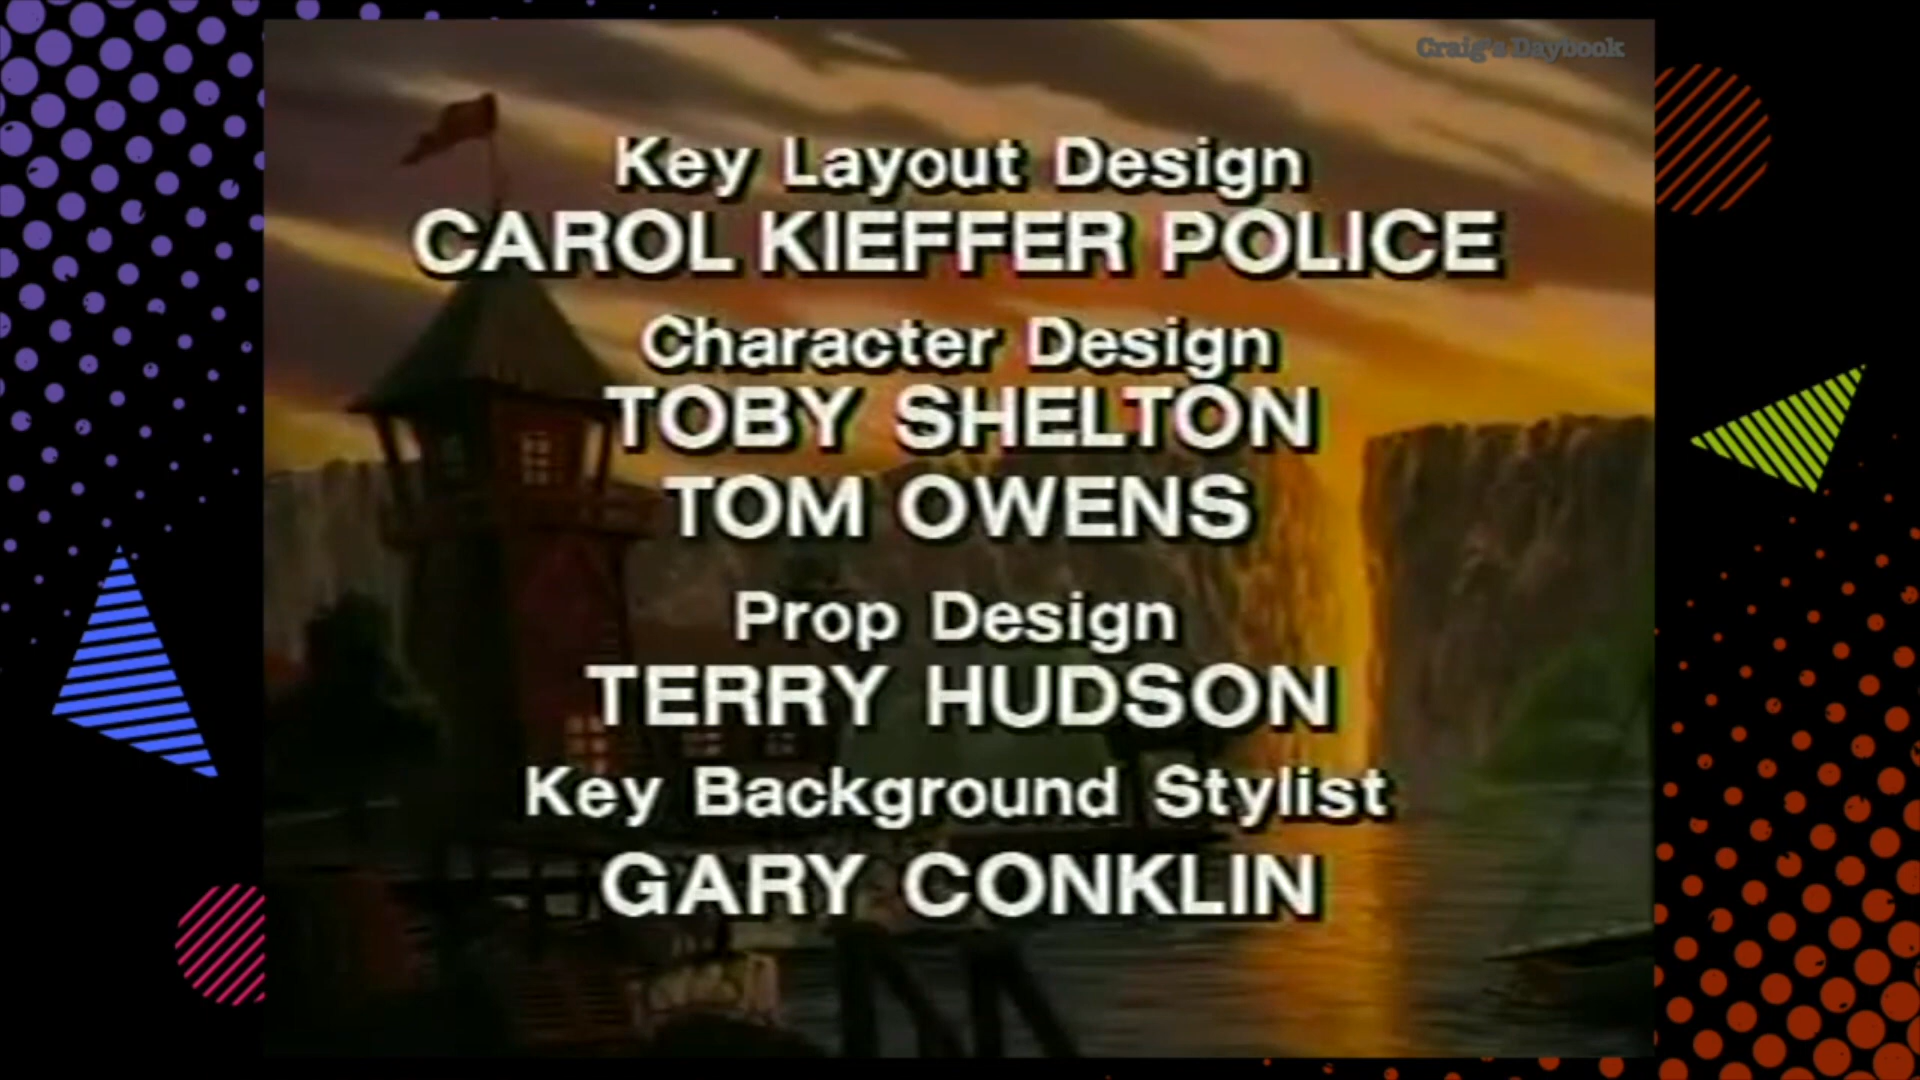 Craig's Daybook
Key Layout Design
CAROL KIEFFER POLICE
Character Design
TOBY SHELTON
TOM OWENS
Prop Design
TERRY HUDSON
Key Background Stylist
GARY CONKLIN